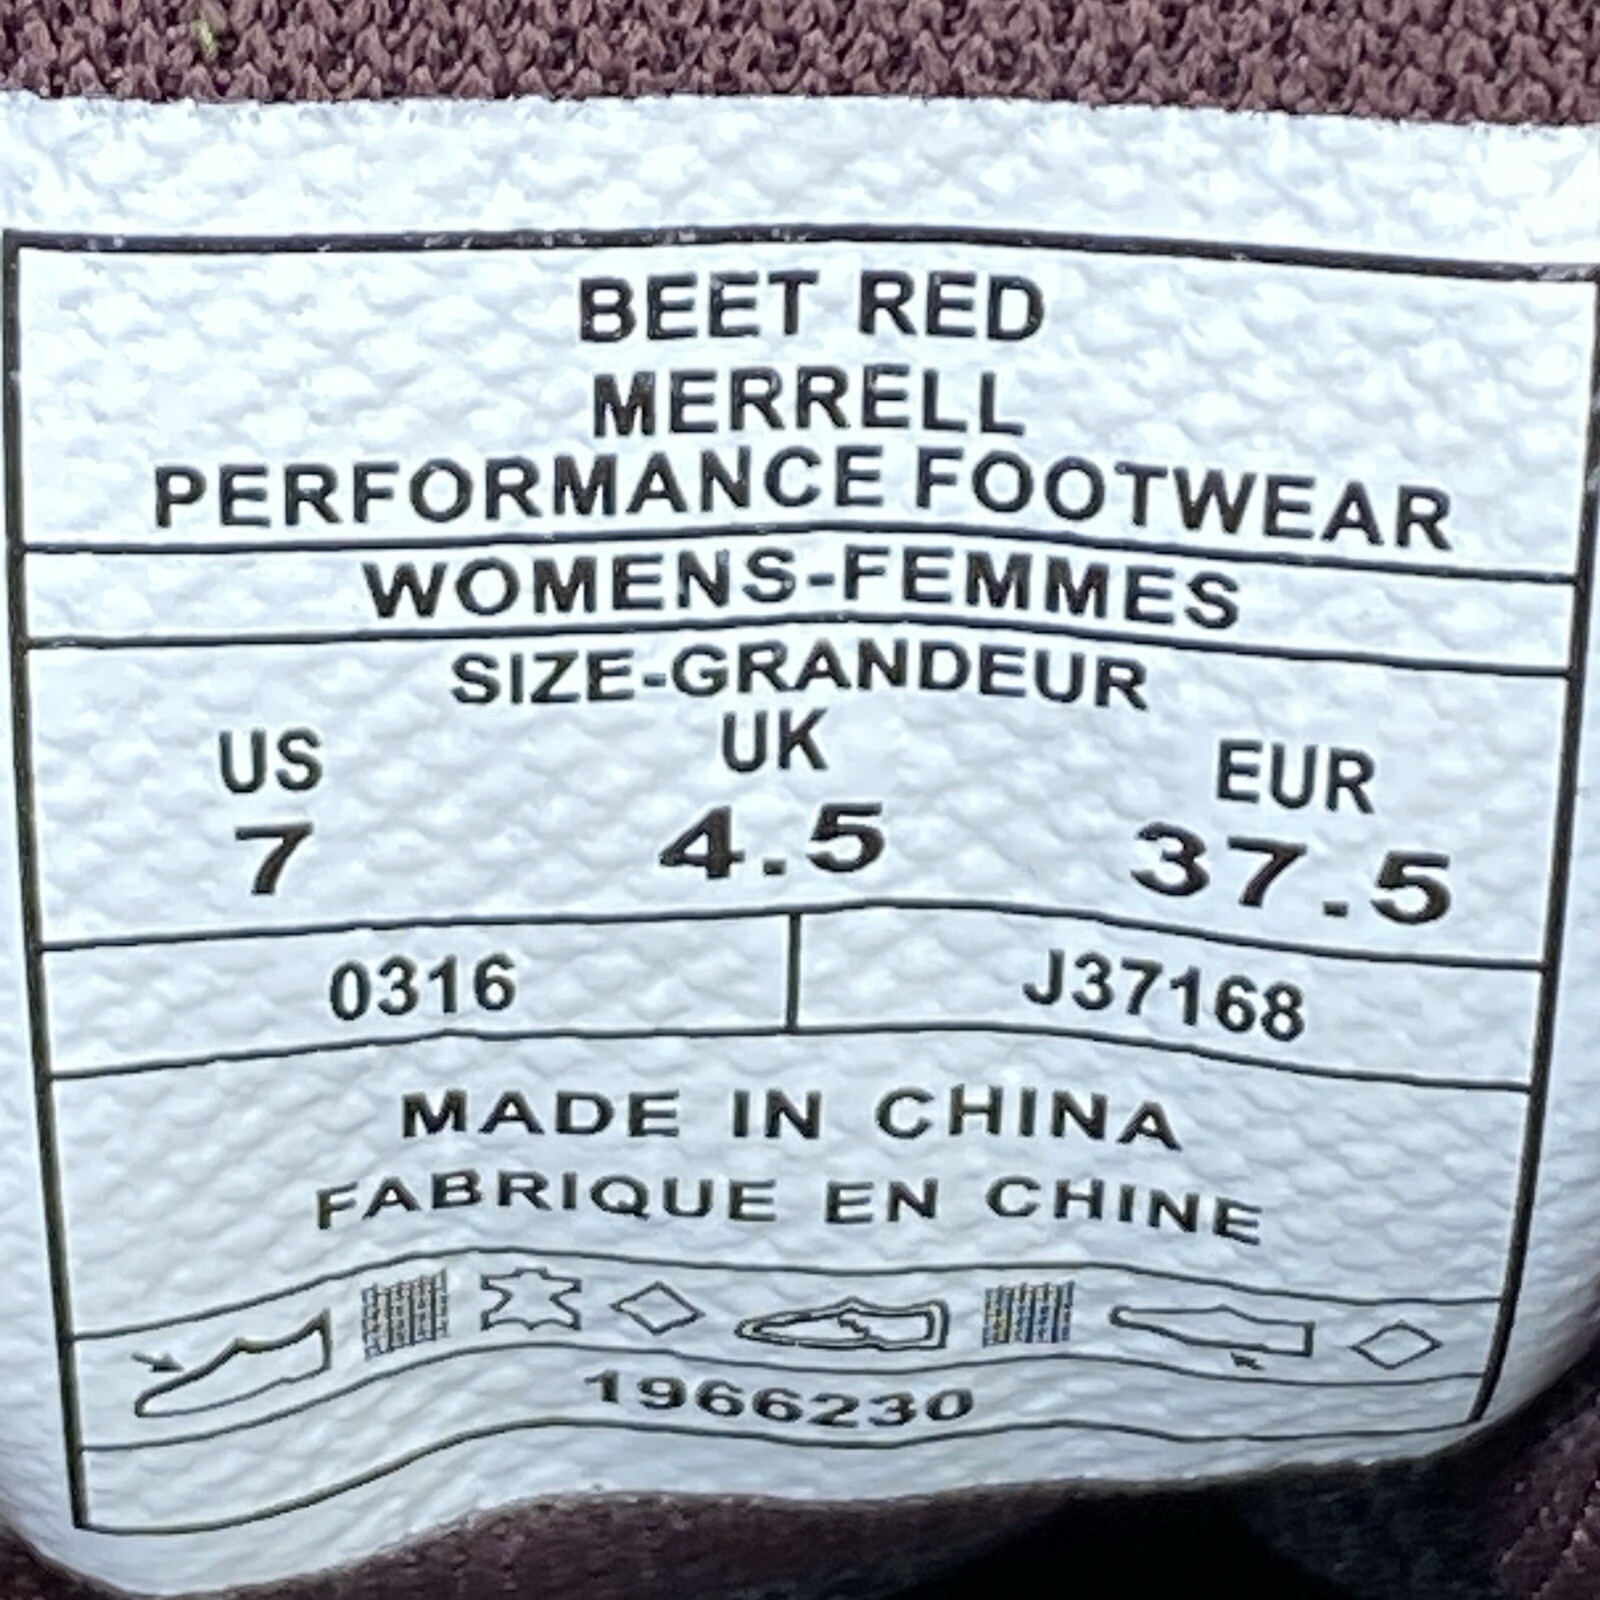 BEET RED
MERRELL
PERFORMANCE FOOTWEAR
WOMENS-FEMMES
SIZE-GRANDEUR
US UK EUR
7 4.5 37.5
0316 J37168
MADE IN CHINA
FABRIQUE EN CHINE
1966230